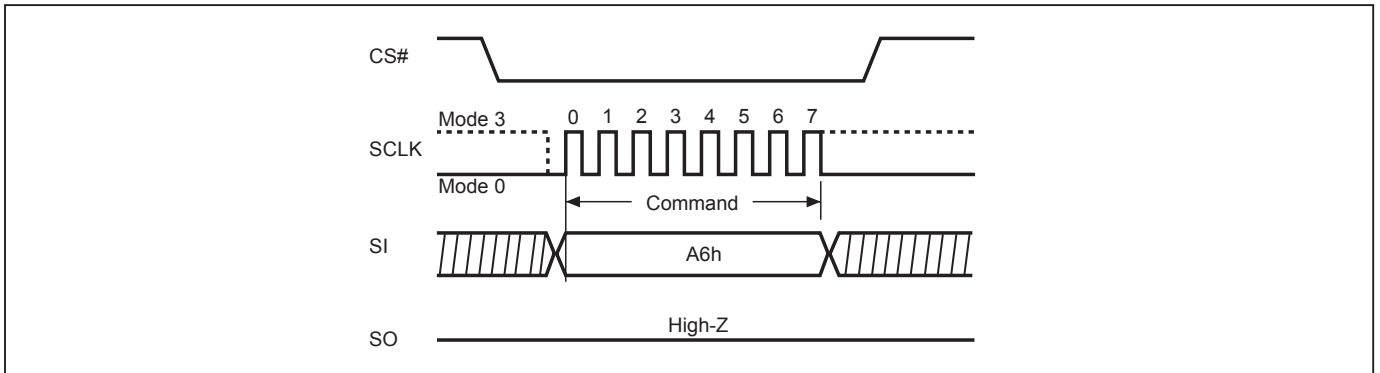 CS#
Mode 3
0 1 2 3 4 5 6 7
SCLK
Mode 0
Command
SI
A6h
High-Z
SO